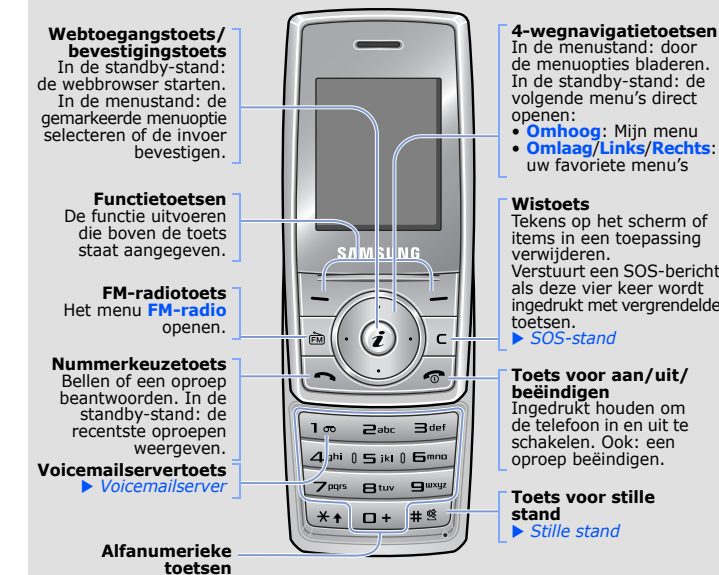 Webtoegangstoets/
bevestigingstoets
In de standby-stand:
de webbrowser starten.
In de menustand: de
gemarkeerde menuoptie
selecteren of de invoer
bevestigen.
Functietoetsen
De functie uitvoeren
die boven de toets
staat aangegeven.
FM-radiotoets
Het menu FM-radio
openen.
Nummerkeuzetoets
Bellen of een oproep
beantwoorden. In de
standby-stand: de
recentste oproepen
weergeven.
Voicemailservertoets
▶ Voicemailserver
Alfanumerieke
toetsen
SAMSUNG
FM
i
C
1
2abc
3def
4ghi
5jkl
6mno
7pqrs
8tuv
9wxyz
*
0+
#
4-wegnavigatietoetsen
In de menustand: door
de menuopties bladeren.
In de standby-stand: de
volgende menu's direct
openen:
• Omhoog: Mijn menu
• Omlaag/Links/Rechts:
uw favoriete menu's
Wistoets
Tekens op het scherm of
items in een toepassing
verwijderen.
Verstuurt een SOS-bericht
als deze vier keer wordt
ingedrukt met vergrendelde
toetsen.
▶ SOS-stand
Toets voor aan/uit/
beëindigen
Ingedrukt houden om
de telefoon in en uit te
schakelen. Ook: een
oproep beëindigen.
Toets voor stille
stand
▶ Stille stand